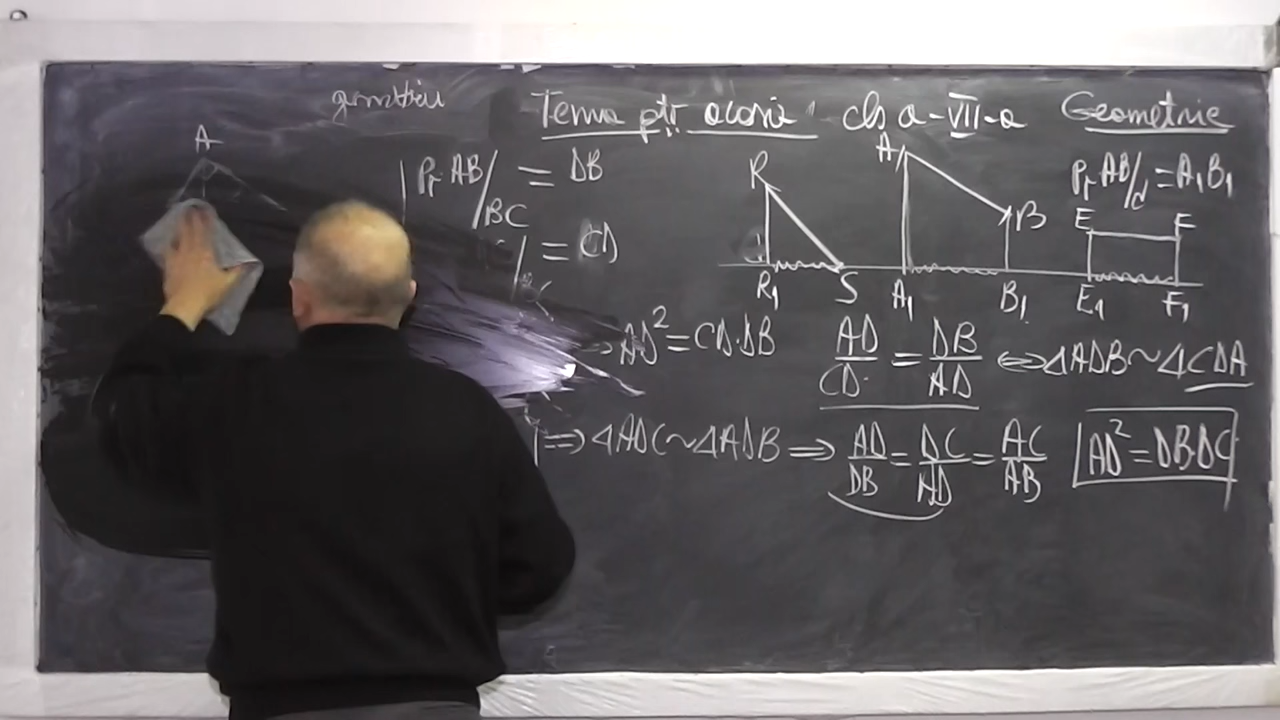 Tema ptr acasă cls a-VII-a Geometrie
A
Pr AB/BC = DB
= CD
R
R₁ S
A B
A₁ B₁
Pr AB/d = A₁B₁
E F
E₁ F₁
⇒ AD² = CD·DB
AD/CD = DB/AD ⇔ ΔADB ~ ΔCDA
⇒ ΔADC ~ ΔADB ⇒ AD/DB = DC/AD = AC/AB
AD² = DB·DC